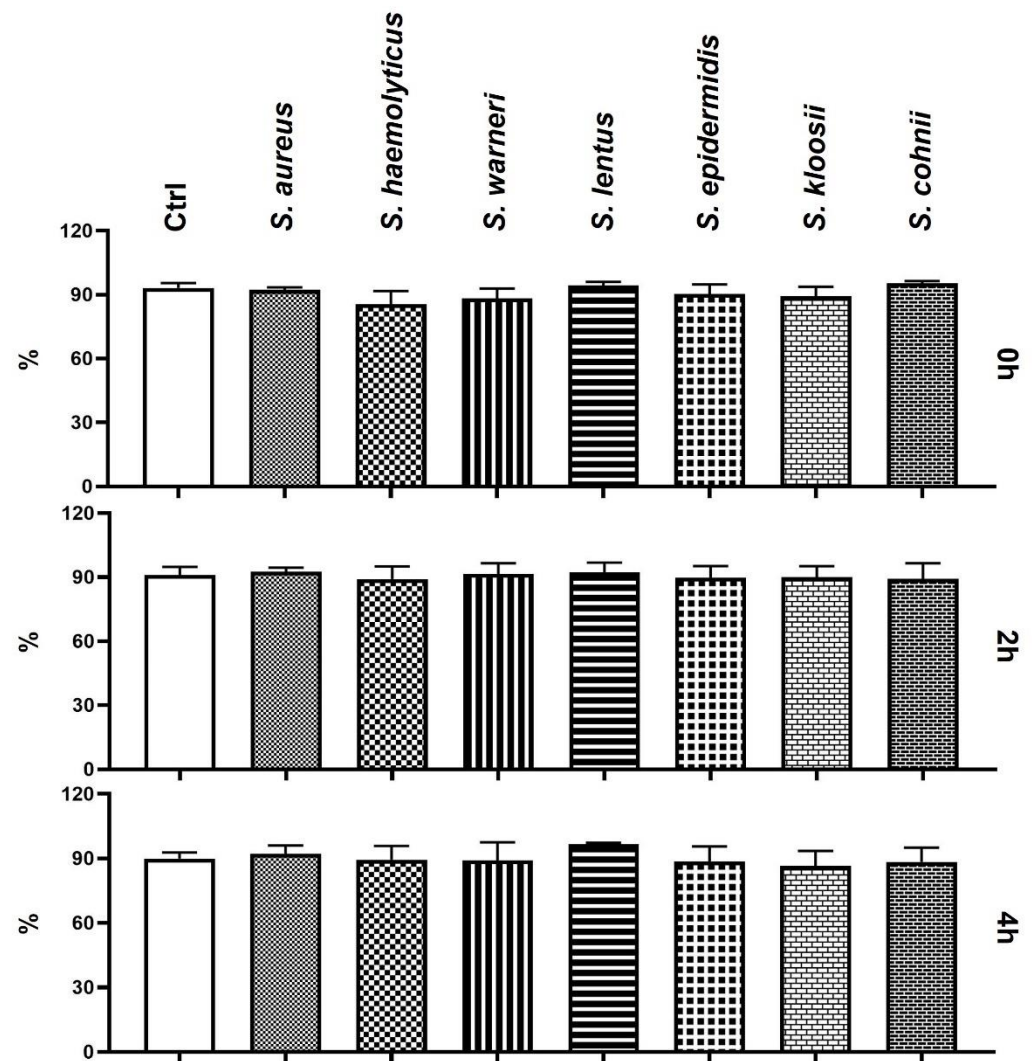 Ctrl
S. aureus
S. haemolyticus
S. warneri
S. lentus
S. epidermidis
S. kloosii
S. cohnii
120
90
60
30
0
%
0h
120
90
60
30
0
%
2h
120
90
60
30
0
%
4h